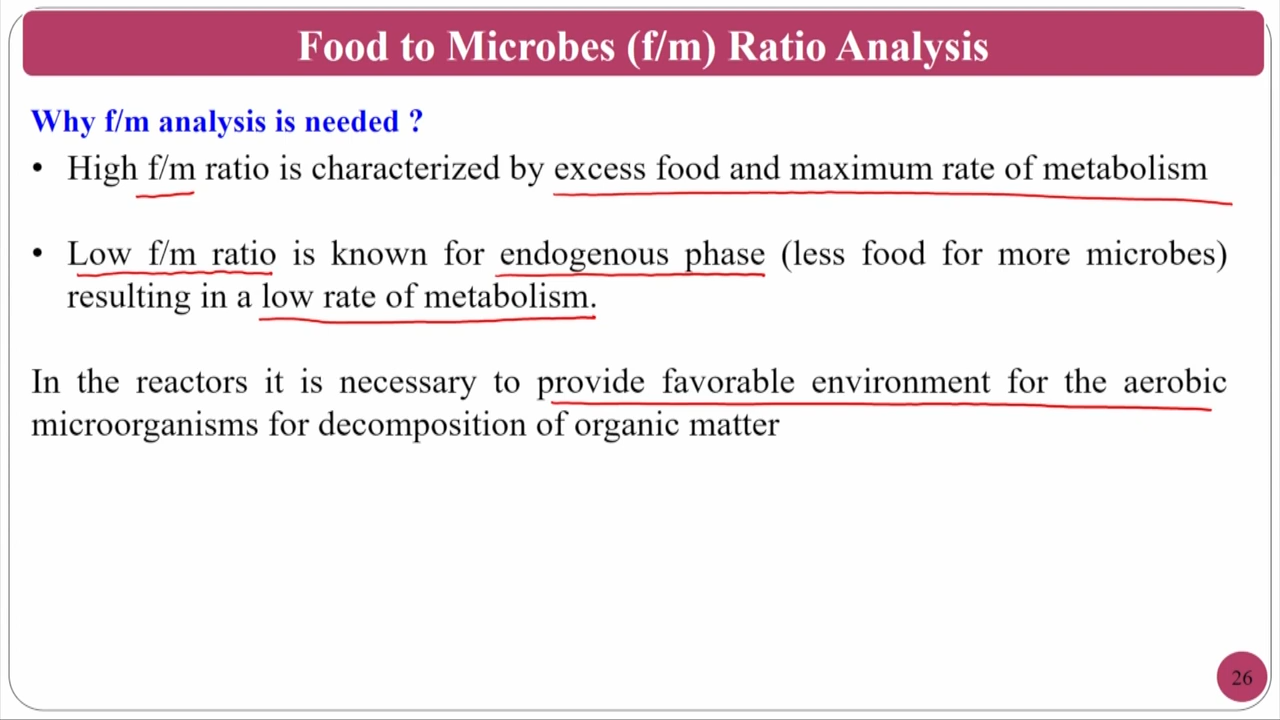 Food to Microbes (f/m) Ratio Analysis
Why f/m analysis is needed ?
• High f/m ratio is characterized by excess food and maximum rate of metabolism
• Low f/m ratio is known for endogenous phase (less food for more microbes)
resulting in a low rate of metabolism.
In the reactors it is necessary to provide favorable environment for the aerobic
microorganisms for decomposition of organic matter
26